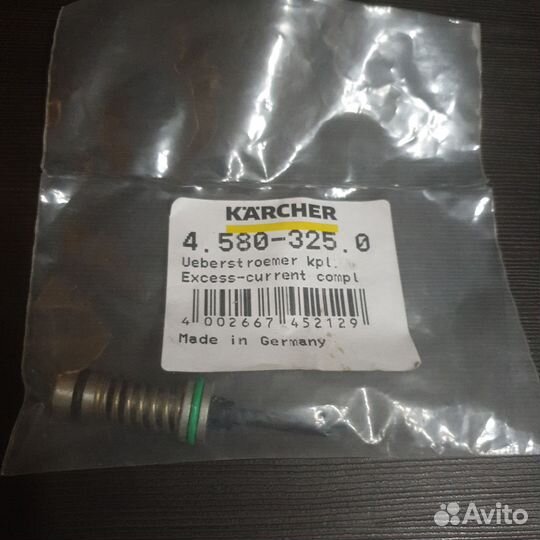 KÄRCHER
4.580-325.0
Ueberstroemer kpl.
Excess-current compl
4 002667 452129
Made in Germany
Avito